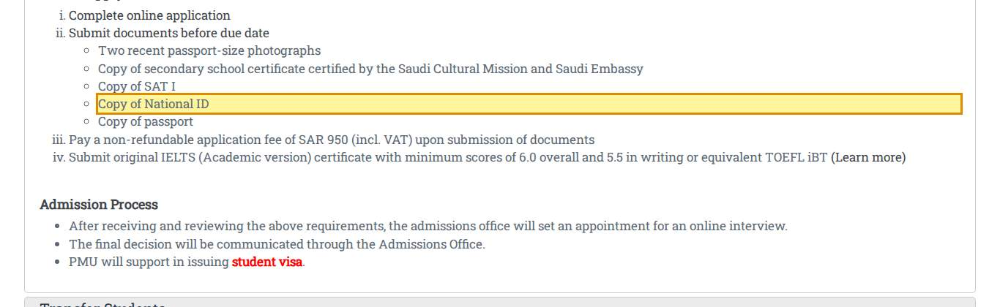 i. Complete online application
ii. Submit documents before due date
Two recent passport-size photographs
Copy of secondary school certificate certified by the Saudi Cultural Mission and Saudi Embassy
Copy of SAT I
Copy of National ID
Copy of passport
iii. Pay a non-refundable application fee of SAR 950 (incl. VAT) upon submission of documents
iv. Submit original IELTS (Academic version) certificate with minimum scores of 6.0 overall and 5.5 in writing or equivalent TOEFL iBT (Learn more)
Admission Process
After receiving and reviewing the above requirements, the admissions office will set an appointment for an online interview.
The final decision will be communicated through the Admissions Office.
PMU will support in issuing student visa.
Transfer Students